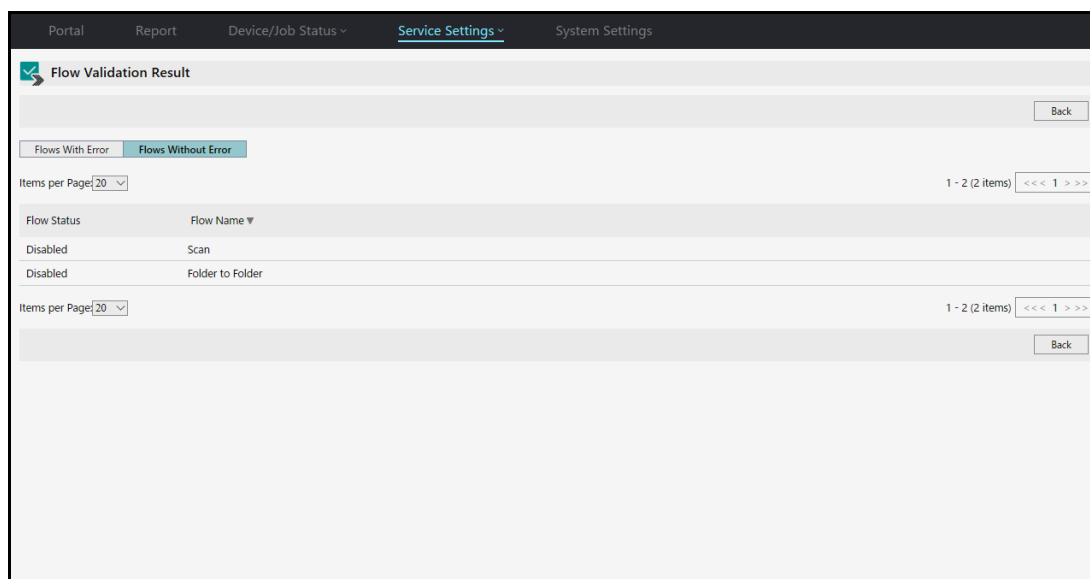 Portal Report Device/Job Status Service Settings System Settings
Flow Validation Result
Back
Flows With Error Flows Without Error
Items per Page: 20 1 - 2 (2 items) <<< 1 > >>
Flow Status Flow Name ▼
Disabled Scan
Disabled Folder to Folder
Items per Page: 20 1 - 2 (2 items) <<< 1 > >>
Back